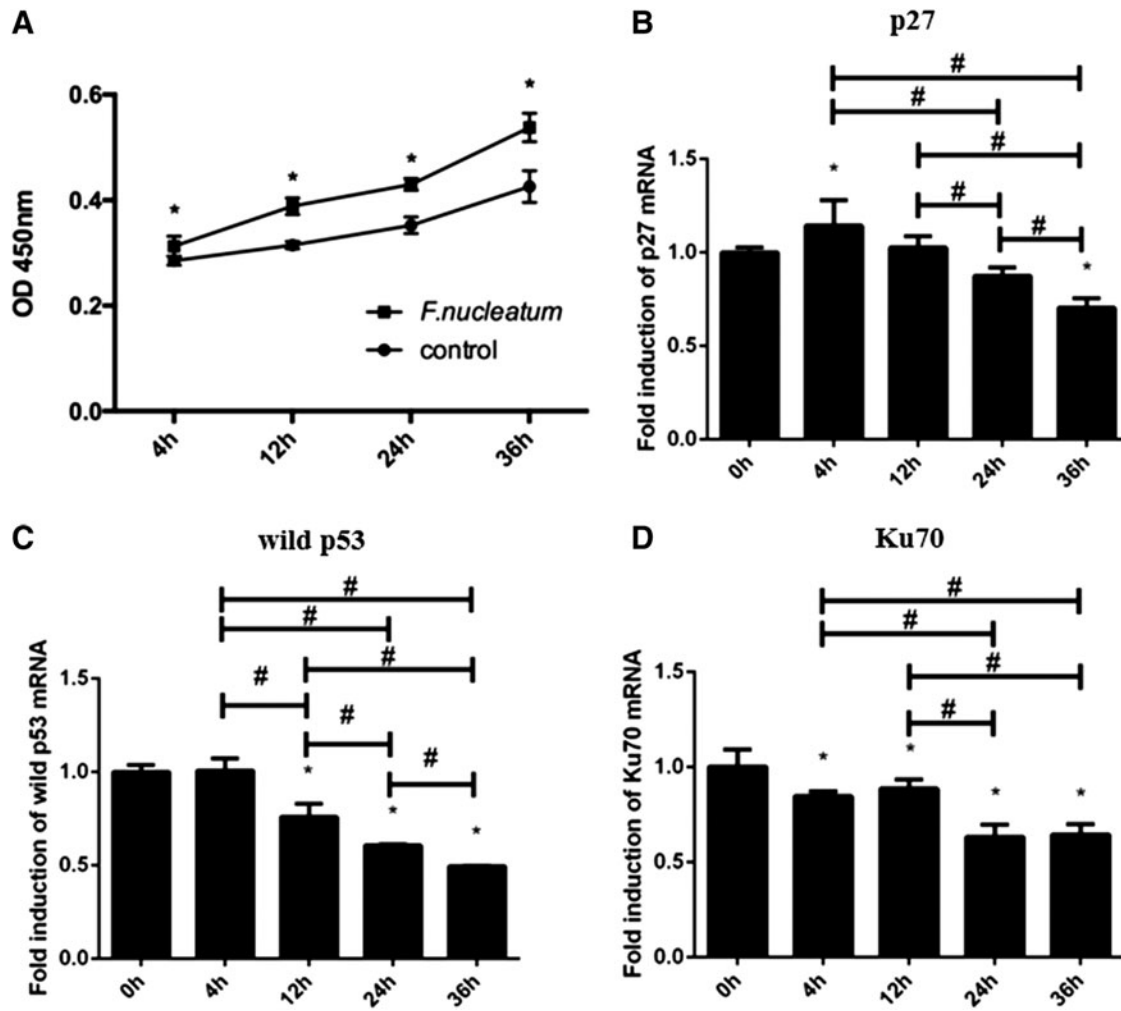 A
*
*
*
*
0.6
0.4
0.2
0.0
OD 450nm
F.nucleatum
control
4h
12h
24h
36h
B
p27
#
#
#
#
#
*
*
1.5
1.0
0.5
0.0
Fold induction of p27 mRNA
0h
4h
12h
24h
36h
C
wild p53
#
#
#
#
#
#
*
*
*
1.5
1.0
0.5
0.0
Fold induction of wild p53 mRNA
0h
4h
12h
24h
36h
D
Ku70
#
#
#
#
*
*
*
*
1.5
1.0
0.5
0.0
Fold induction of Ku70 mRNA
0h
4h
12h
24h
36h